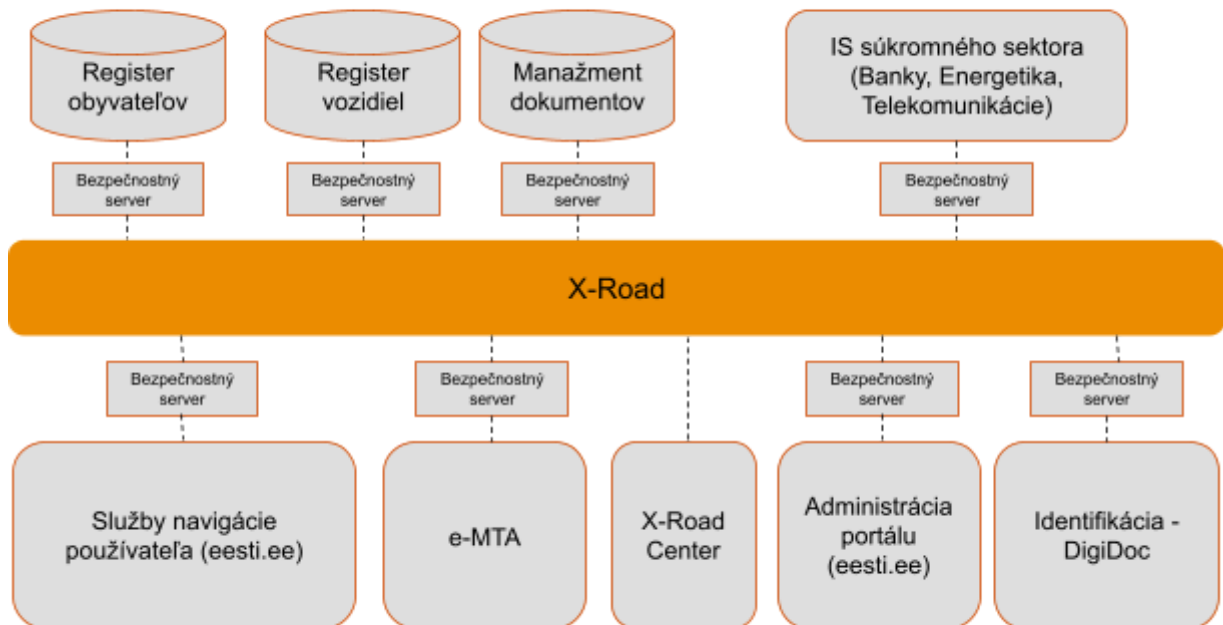 Register
obyvateľov
Register
vozidiel
Manažment
dokumentov
IS súkromného sektora
(Banky, Energetika,
Telekomunikácie)
Bezpečnostný
server
Bezpečnostný
server
Bezpečnostný
server
Bezpečnostný
server
X-Road
Bezpečnostný
server
Bezpečnostný
server
Bezpečnostný
server
Bezpečnostný
server
Služby navigácie
používateľa (eesti.ee)
e-MTA
X-Road
Center
Administrácia
portálu
(eesti.ee)
Identifikácia -
DigiDoc